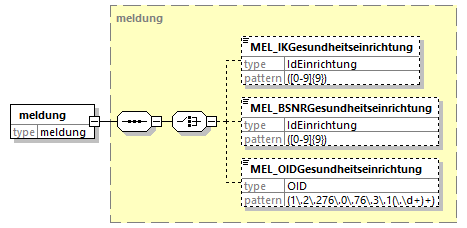 meldung
MEL_IKGesundheitseinrichtung
type IdEinrichtung
pattern ([0-9]{9})
MEL_BSNRGesundheitseinrichtung
type IdEinrichtung
pattern ([0-9]{9})
meldung
type meldung
MEL_OIDGesundheitseinrichtung
type OID
pattern (1\.2\.276\.0\.76\.3\.1(\.\d+)+)